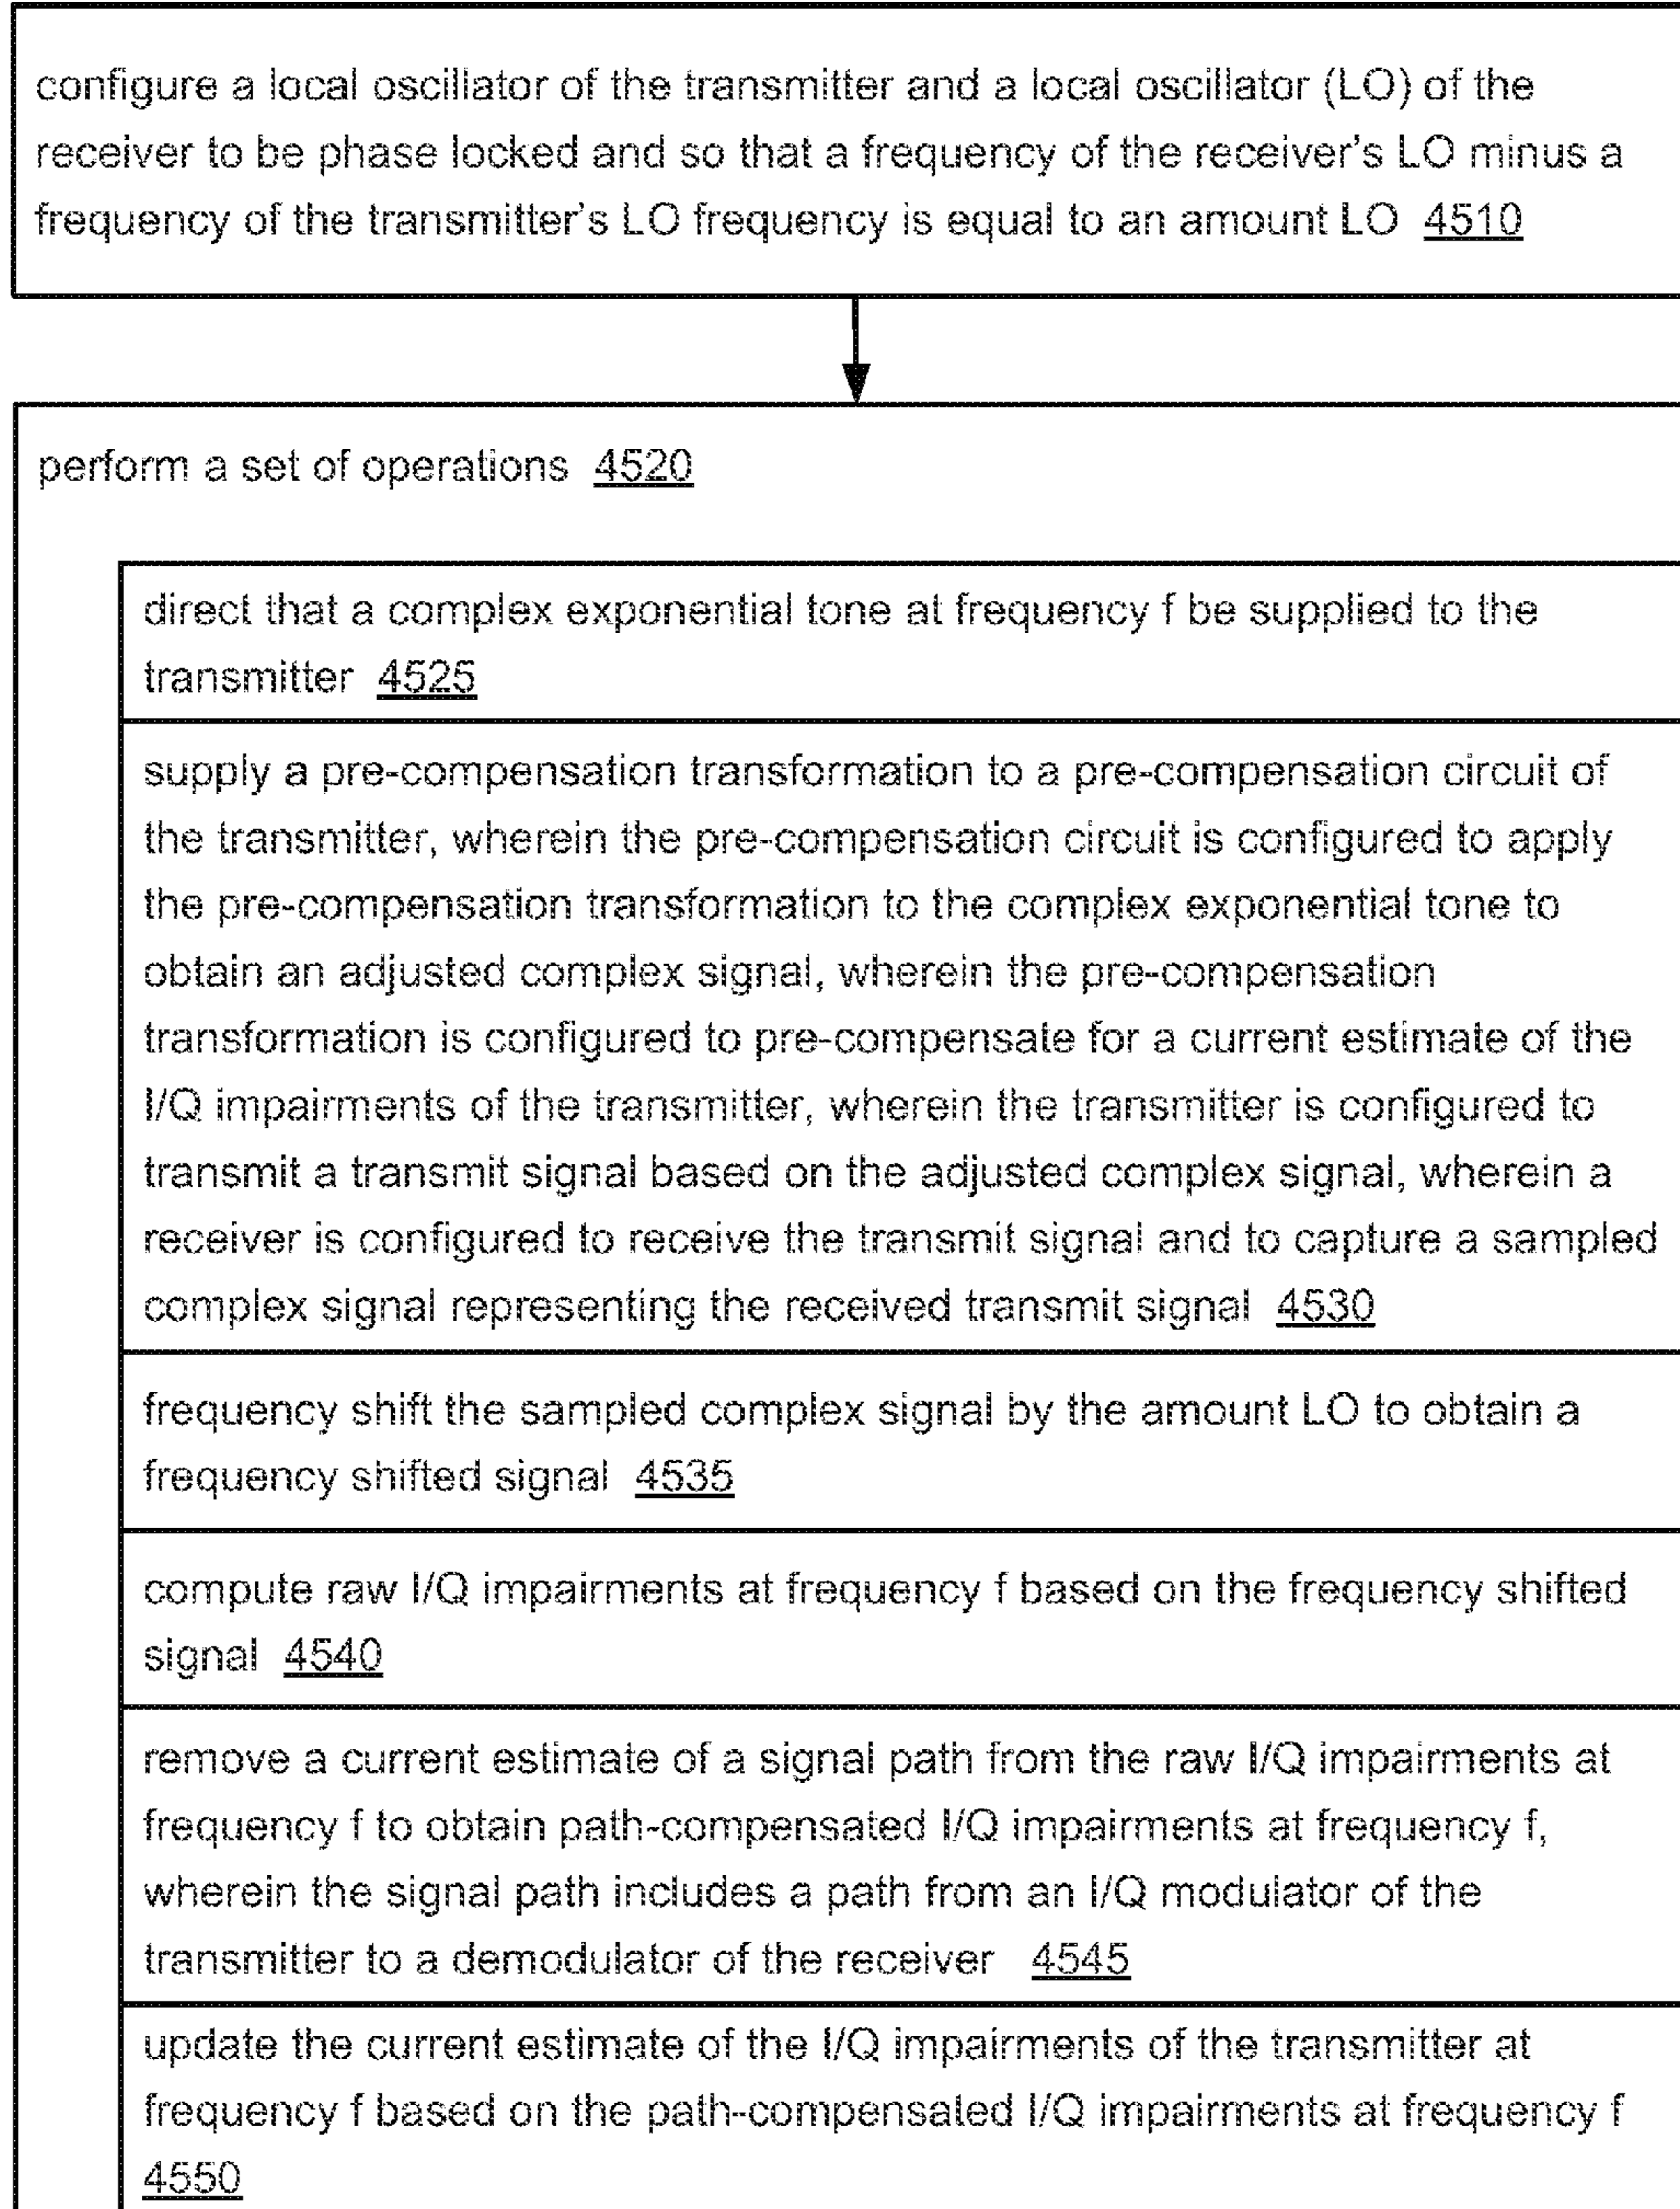 configure a local oscillator of the transmitter and a local oscillator (LO) of the
receiver to be phase locked and so that a frequency of the receiver's LO minus a
frequency of the transmitter's LO frequency is equal to an amount LO 4510
perform a set of operations 4520
direct that a complex exponential tone at frequency f be supplied to the
transmitter 4525
supply a pre-compensation transformation to a pre-compensation circuit of
the transmitter, wherein the pre-compensation circuit is configured to apply
the pre-compensation transformation to the complex exponential tone to
obtain an adjusted complex signal, wherein the pre-compensation
transformation is configured to pre-compensate for a current estimate of the
I/Q impairments of the transmitter, wherein the transmitter is configured to
transmit a transmit signal based on the adjusted complex signal, wherein a
receiver is configured to receive the transmit signal and to capture a sampled
complex signal representing the received transmit signal 4530
frequency shift the sampled complex signal by the amount LO to obtain a
frequency shifted signal 4535
compute raw I/Q impairments at frequency f based on the frequency shifted
signal 4540
remove a current estimate of a signal path from the raw I/Q impairments at
frequency f to obtain path-compensated I/Q impairments at frequency f,
wherein the signal path includes a path from an I/Q modulator of the
transmitter to a demodulator of the receiver 4545
update the current estimate of the I/Q impairments of the transmitter at
frequency f based on the path-compensated I/Q impairments at frequency f
4550